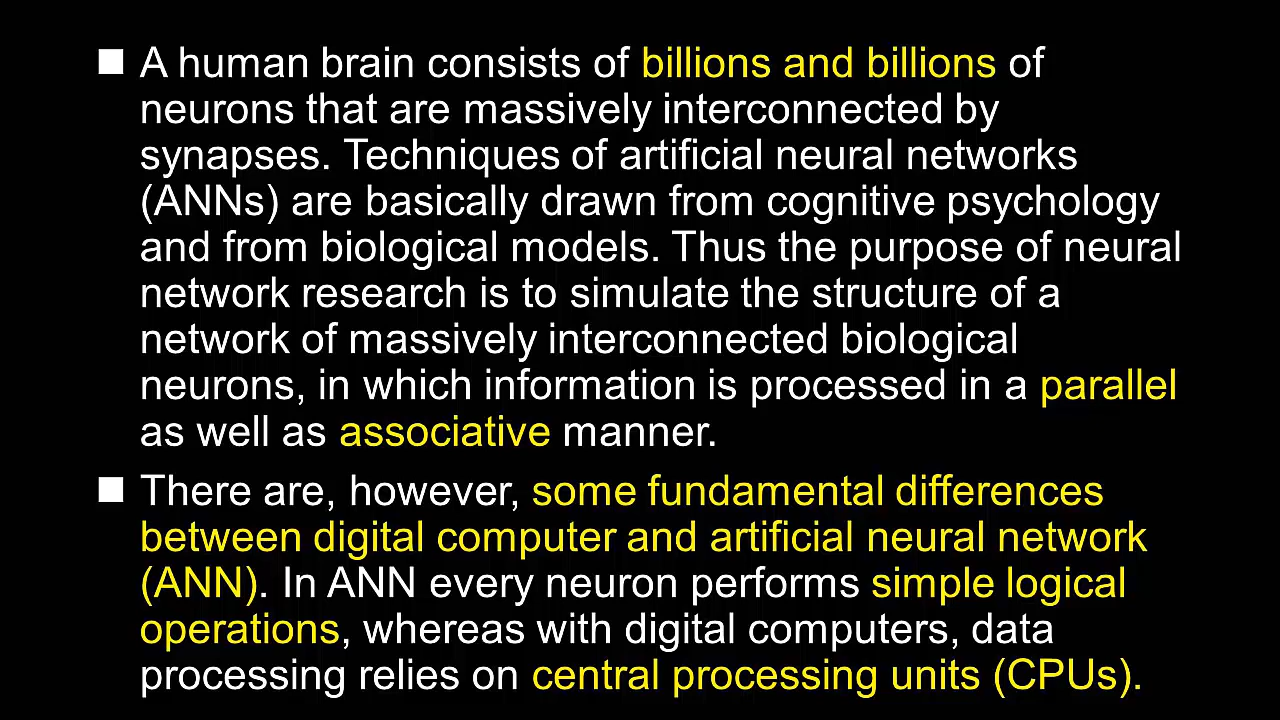 A human brain consists of billions and billions of
neurons that are massively interconnected by
synapses. Techniques of artificial neural networks
(ANNs) are basically drawn from cognitive psychology
and from biological models. Thus the purpose of neural
network research is to simulate the structure of a
network of massively interconnected biological
neurons, in which information is processed in a parallel
as well as associative manner.
There are, however, some fundamental differences
between digital computer and artificial neural network
(ANN). In ANN every neuron performs simple logical
operations, whereas with digital computers, data
processing relies on central processing units (CPUs).